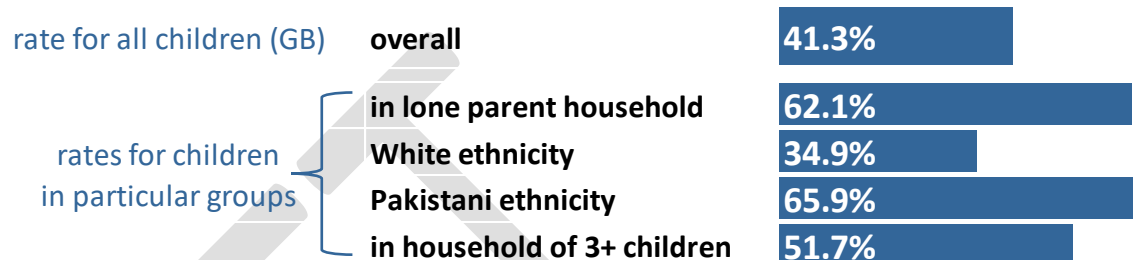 rate for all children (GB) overall 41.3%
in lone parent household 62.1%
rates for children
in particular groups
White ethnicity 34.9%
Pakistani ethnicity 65.9%
in household of 3+ children 51.7%